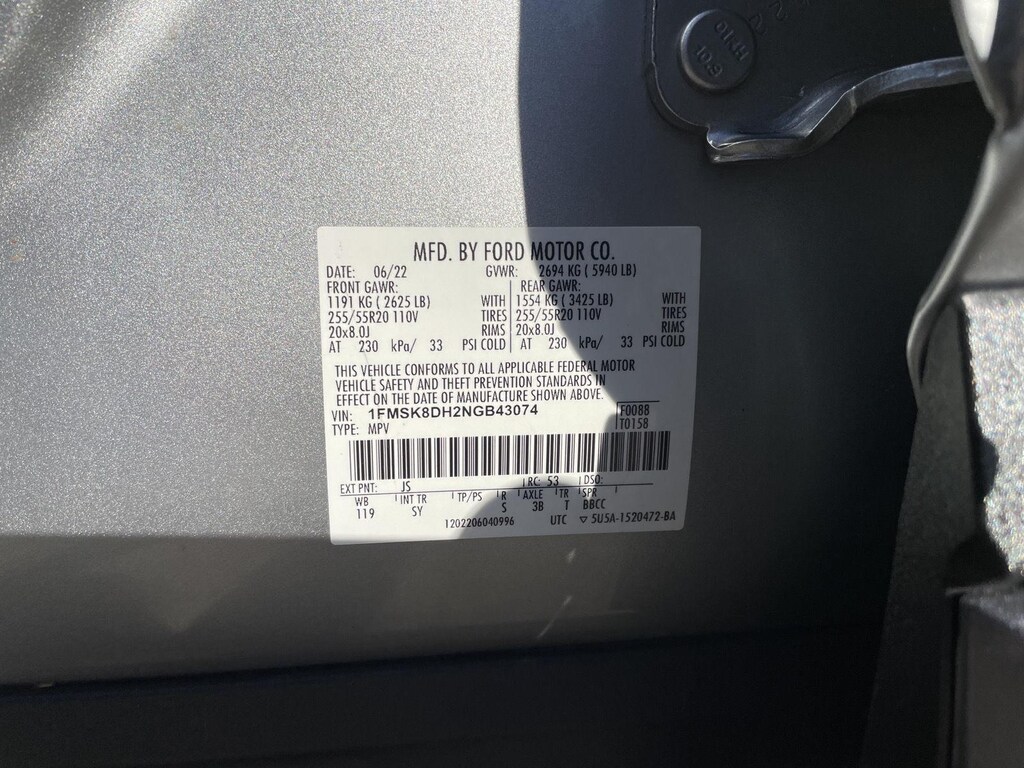 MFD. BY FORD MOTOR CO.
DATE: 06/22 GVWR: 2694 KG ( 5940 LB)
FRONT GAWR: REAR GAWR:
1191 KG ( 2625 LB) WITH 1554 KG ( 3425 LB) WITH
255/55R20 110V TIRES 255/55R20 110V TIRES
20x8.0J RIMS 20x8.0J RIMS
AT 230 kPa/ 33 PSI COLD AT 230 kPa/ 33 PSI COLD
THIS VEHICLE CONFORMS TO ALL APPLICABLE FEDERAL MOTOR
VEHICLE SAFETY AND THEFT PREVENTION STANDARDS IN
EFFECT ON THE DATE OF MANUFACTURE SHOWN ABOVE.
VIN: 1FMSK8DH2NGB43074 F0088
TYPE: MPV T0158
EXT PNT: JS RC: 53 DSO:
WB INT TR TP/PS R AXLE TR SPR
119 SY S 3B T BBCC
1202206040996 UTC ▽ 5U5A-1520472-BA
10.9